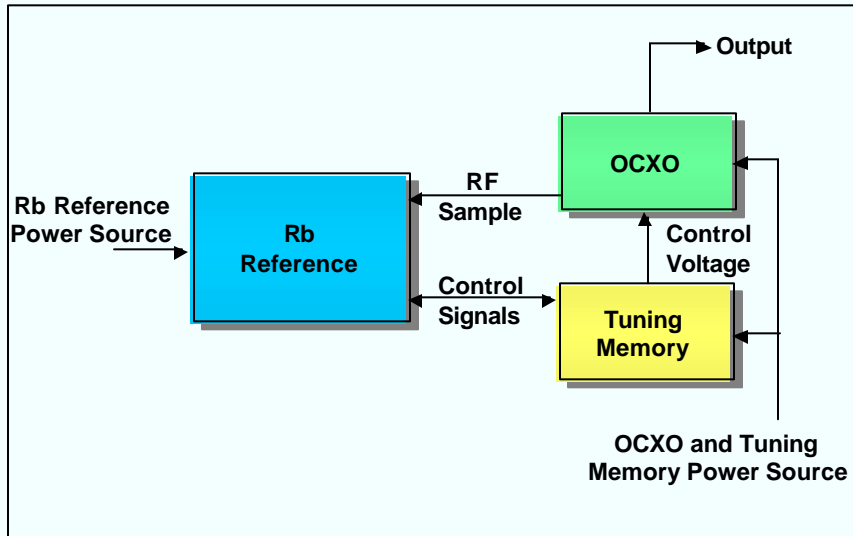 Output
OCXO
RF
Sample
Rb Reference
Power Source
Rb
Reference
Control
Voltage
Control
Signals
Tuning
Memory
OCXO and Tuning
Memory Power Source